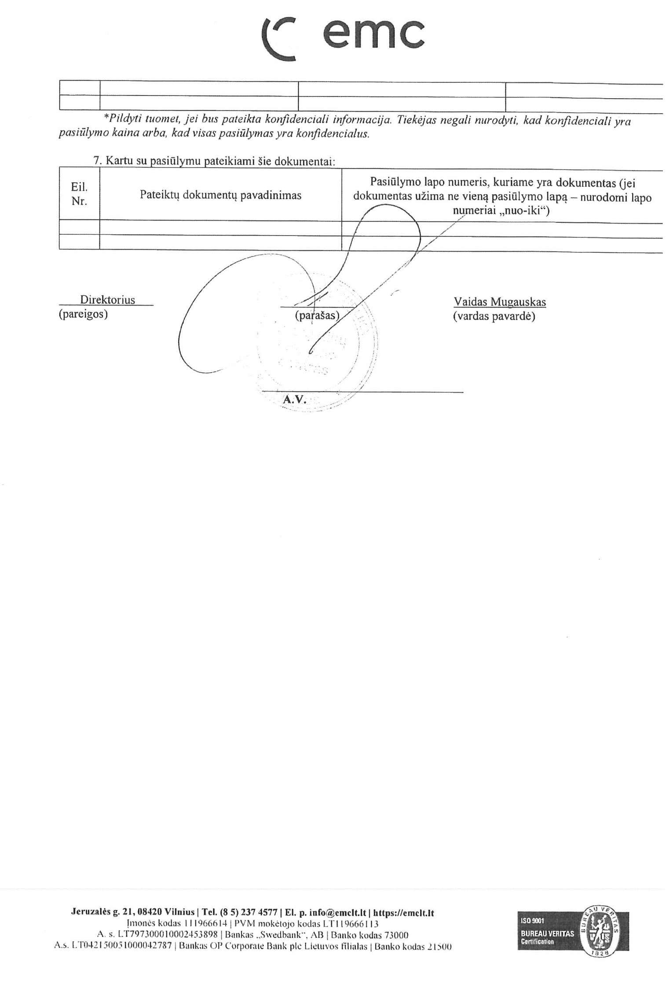 emc
*Pildyti tuomet, jei bus pateikta konfidenciali informacija. Tiekėjas negali nurodyti, kad konfidenciali yra
pasiūlymo kaina arba, kad visas pasiūlymas yra konfidencialus.
7. Kartu su pasiūlymu pateikiami šie dokumentai:
Eil.
Nr.
Pateiktų dokumentų pavadinimas
Pasiūlymo lapo numeris, kuriame yra dokumentas (jei
dokumentas užima ne vieną pasiūlymo lapą – nurodomi lapo
numeriai „nuo-iki“)
Direktorius
(pareigos)
(parašas)
Vaidas Mugauskas
(vardas pavardė)
A.V.
Jeruzalės g. 21, 08420 Vilnius | Tel. (8 5) 237 4577 | El. p. info@emclt.lt | https://emclt.lt
Įmonės kodas 111966614 | PVM mokėtojo kodas LT119666113
A. s. LT797300010002453898 | Bankas „Swedbank“, AB | Banko kodas 73000
A.s. LT042150051000042787 | Bankas OP Corporate Bank plc Lietuvos filialas | Banko kodas 21500
ISO 9001
BUREAU VERITAS
Certification
BUREAU VERITAS
1828